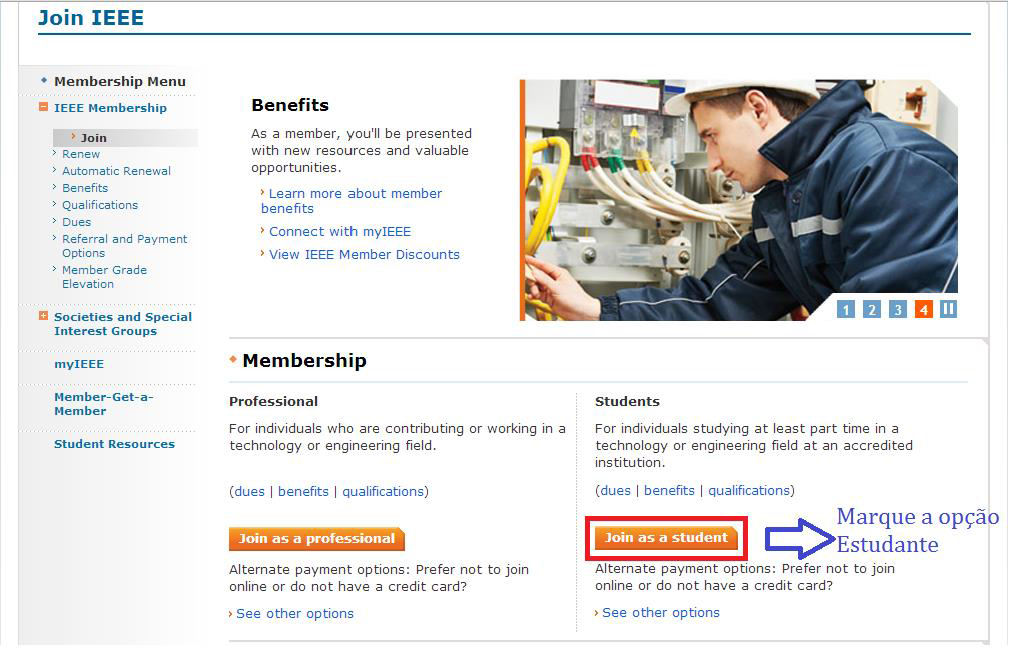 Join IEEE
Membership Menu
IEEE Membership
Join
Renew
Automatic Renewal
Benefits
Qualifications
Dues
Referral and Payment
Options
Member Grade
Elevation
Societies and Special
Interest Groups
myIEEE
Member-Get-a-
Member
Student Resources
Benefits
As a member, you'll be presented
with new resources and valuable
opportunities.
Learn more about member
benefits
Connect with myIEEE
View IEEE Member Discounts
1 2 3 4
Membership
Professional
For individuals who are contributing or working in a
technology or engineering field.
(dues | benefits | qualifications)
Join as a professional
Alternate payment options: Prefer not to join
online or do not have a credit card?
See other options
Students
For individuals studying at least part time in a
technology or engineering field at an accredited
institution.
(dues | benefits | qualifications)
Join as a student
Marque a opção
Estudante
Alternate payment options: Prefer not to join
online or do not have a credit card?
See other options